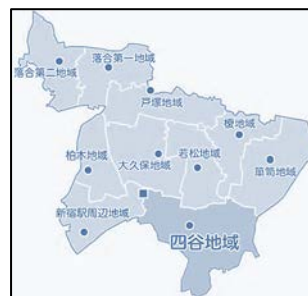 落合第一地域
落合第二地域
戸塚地域
榎地域
柏木地域
大久保地域
若松地域
箪笥地域
新宿駅周辺地域
四谷地域